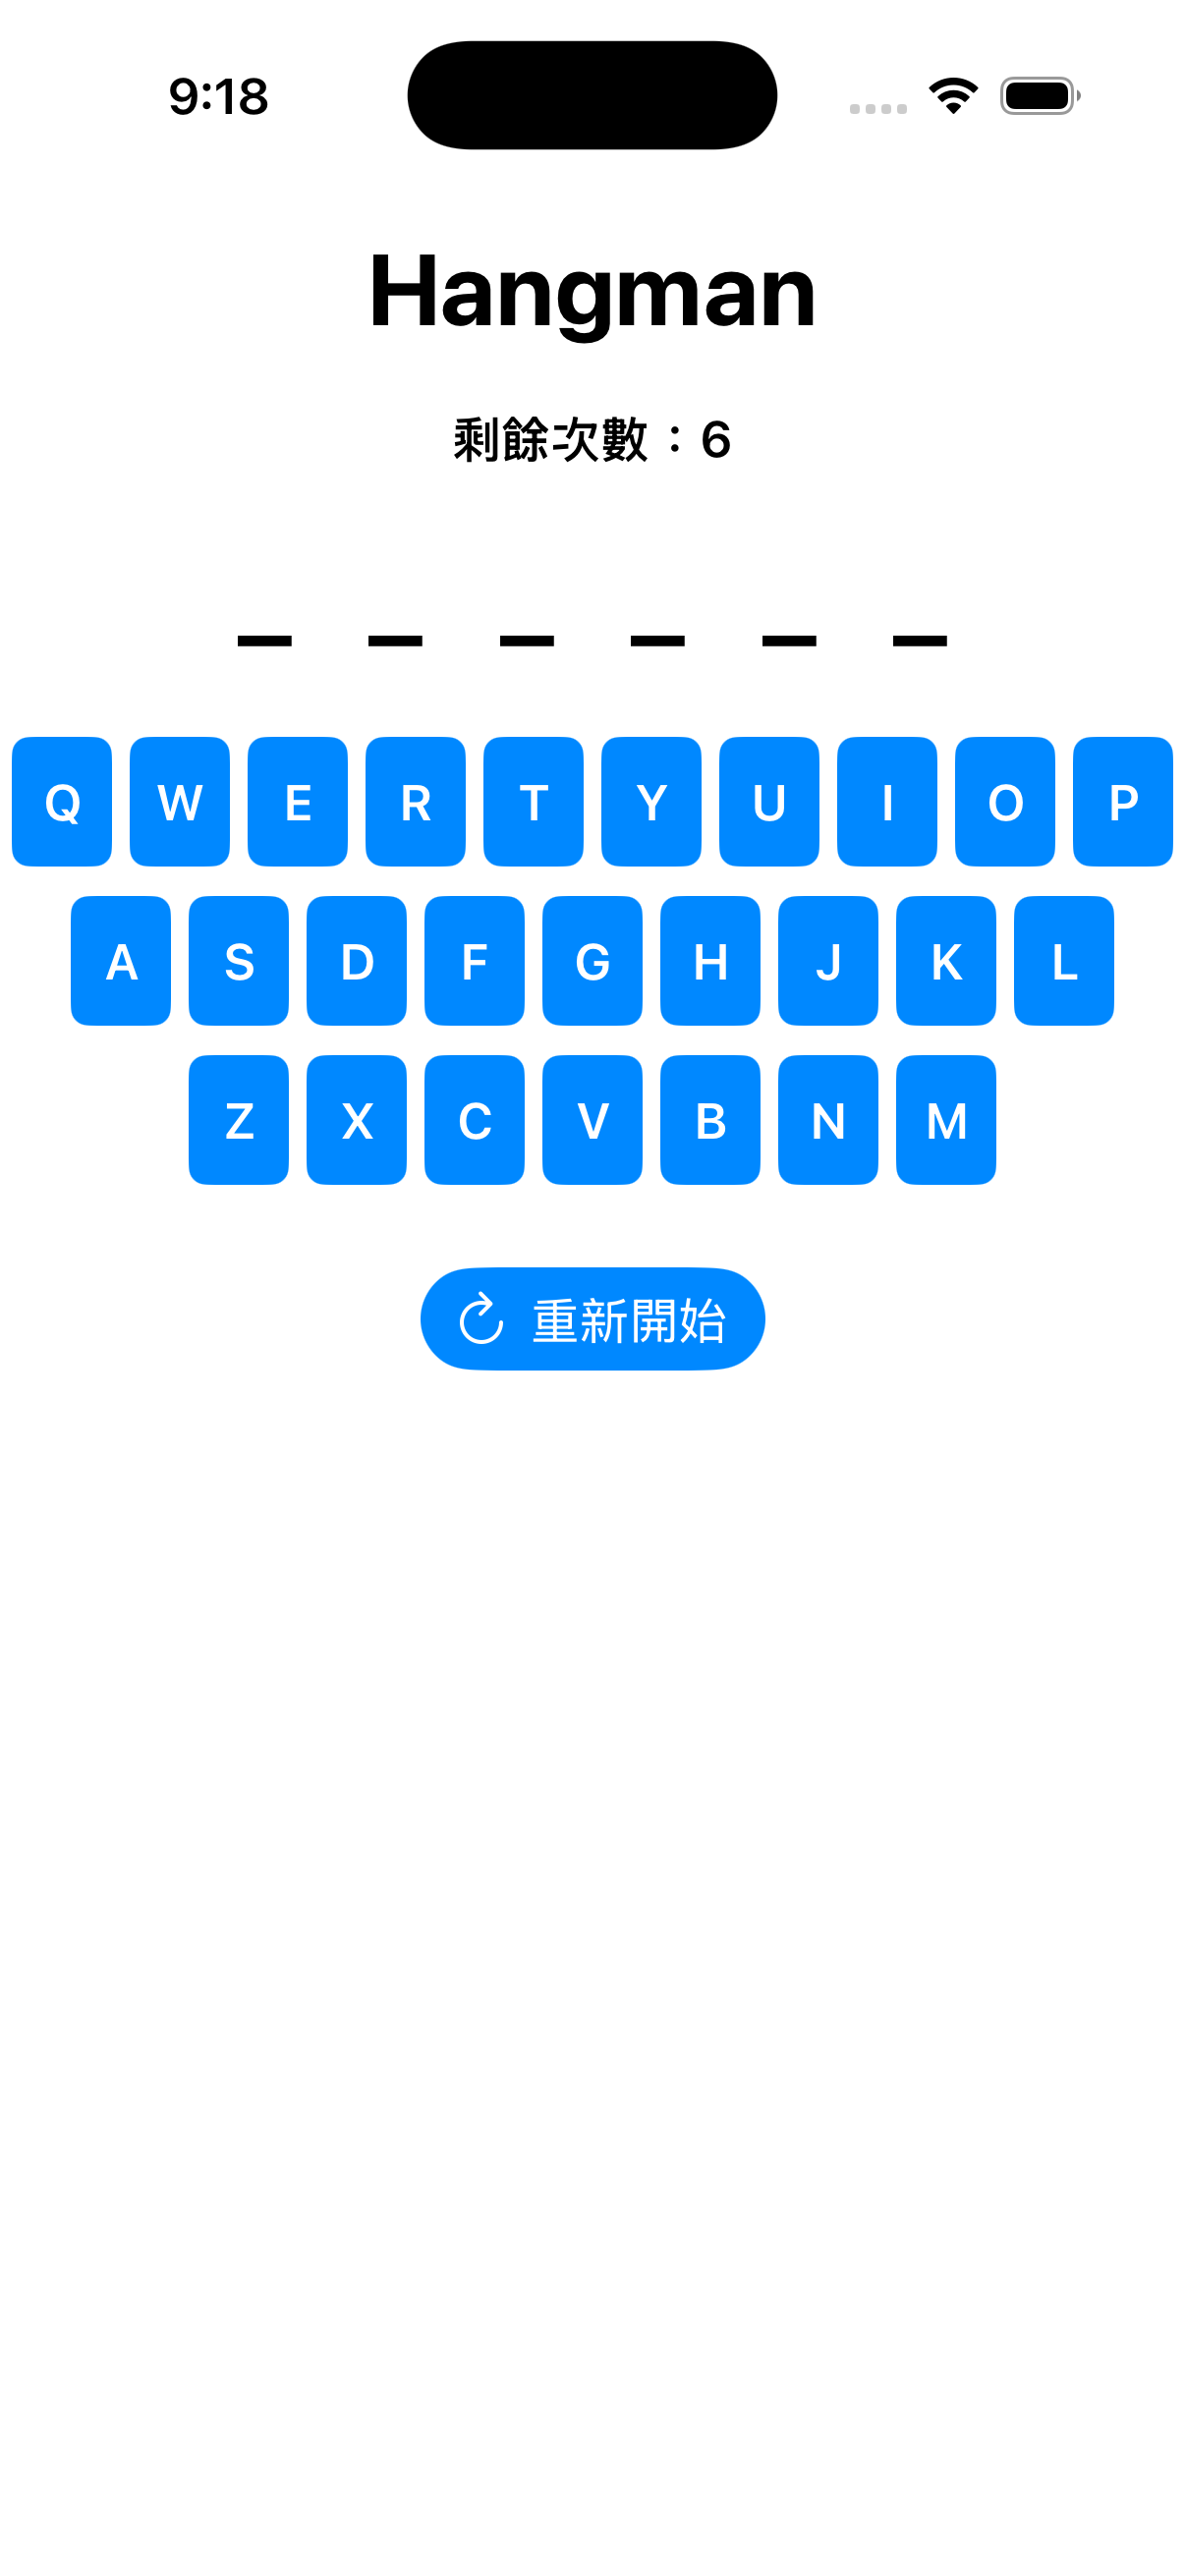 9:18
Hangman
剩餘次數：6
_ _ _ _ _ _
Q W E R T Y U I O P
A S D F G H J K L
Z X C V B N M
重新開始